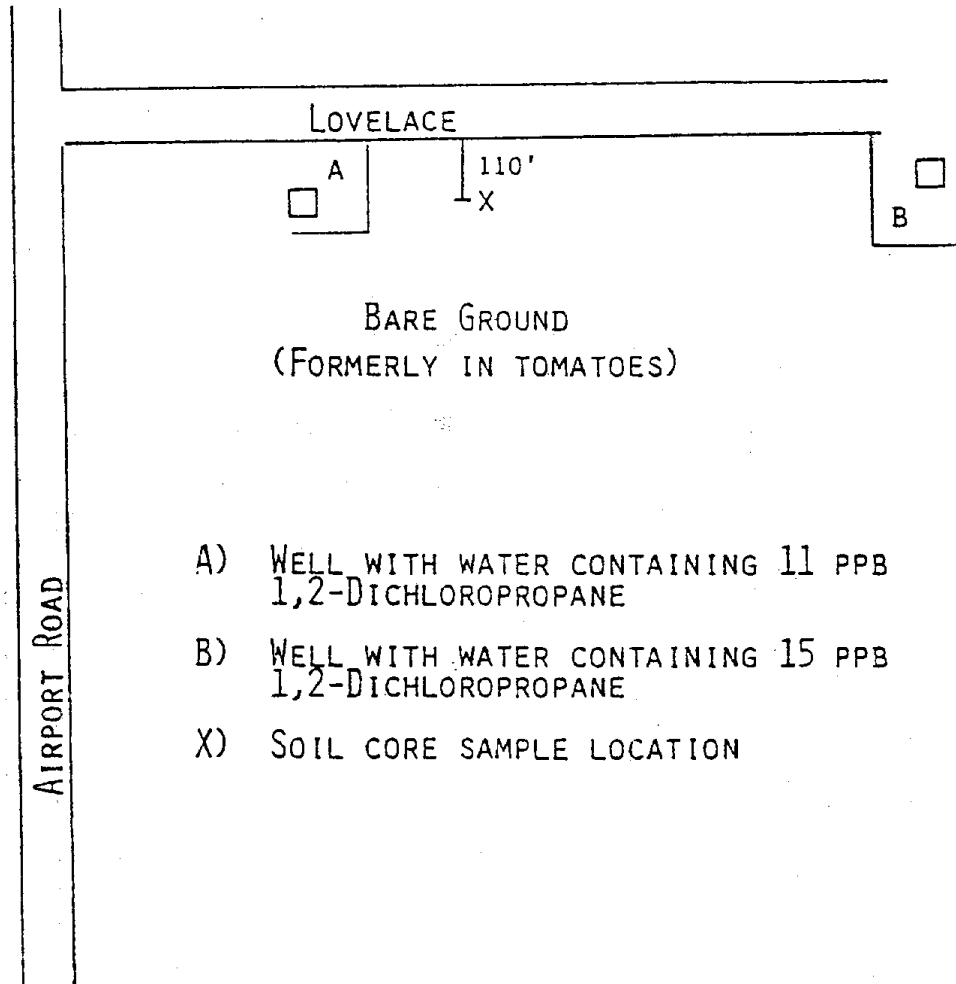 LOVELACE
A
110'
X
B
BARE GROUND
(FORMERLY IN TOMATOES)
A) WELL WITH WATER CONTAINING 11 PPB
1,2-DICHLOROPROPANE
B) WELL WITH WATER CONTAINING 15 PPB
1,2-DICHLOROPROPANE
X) SOIL CORE SAMPLE LOCATION
AIRPORT ROAD